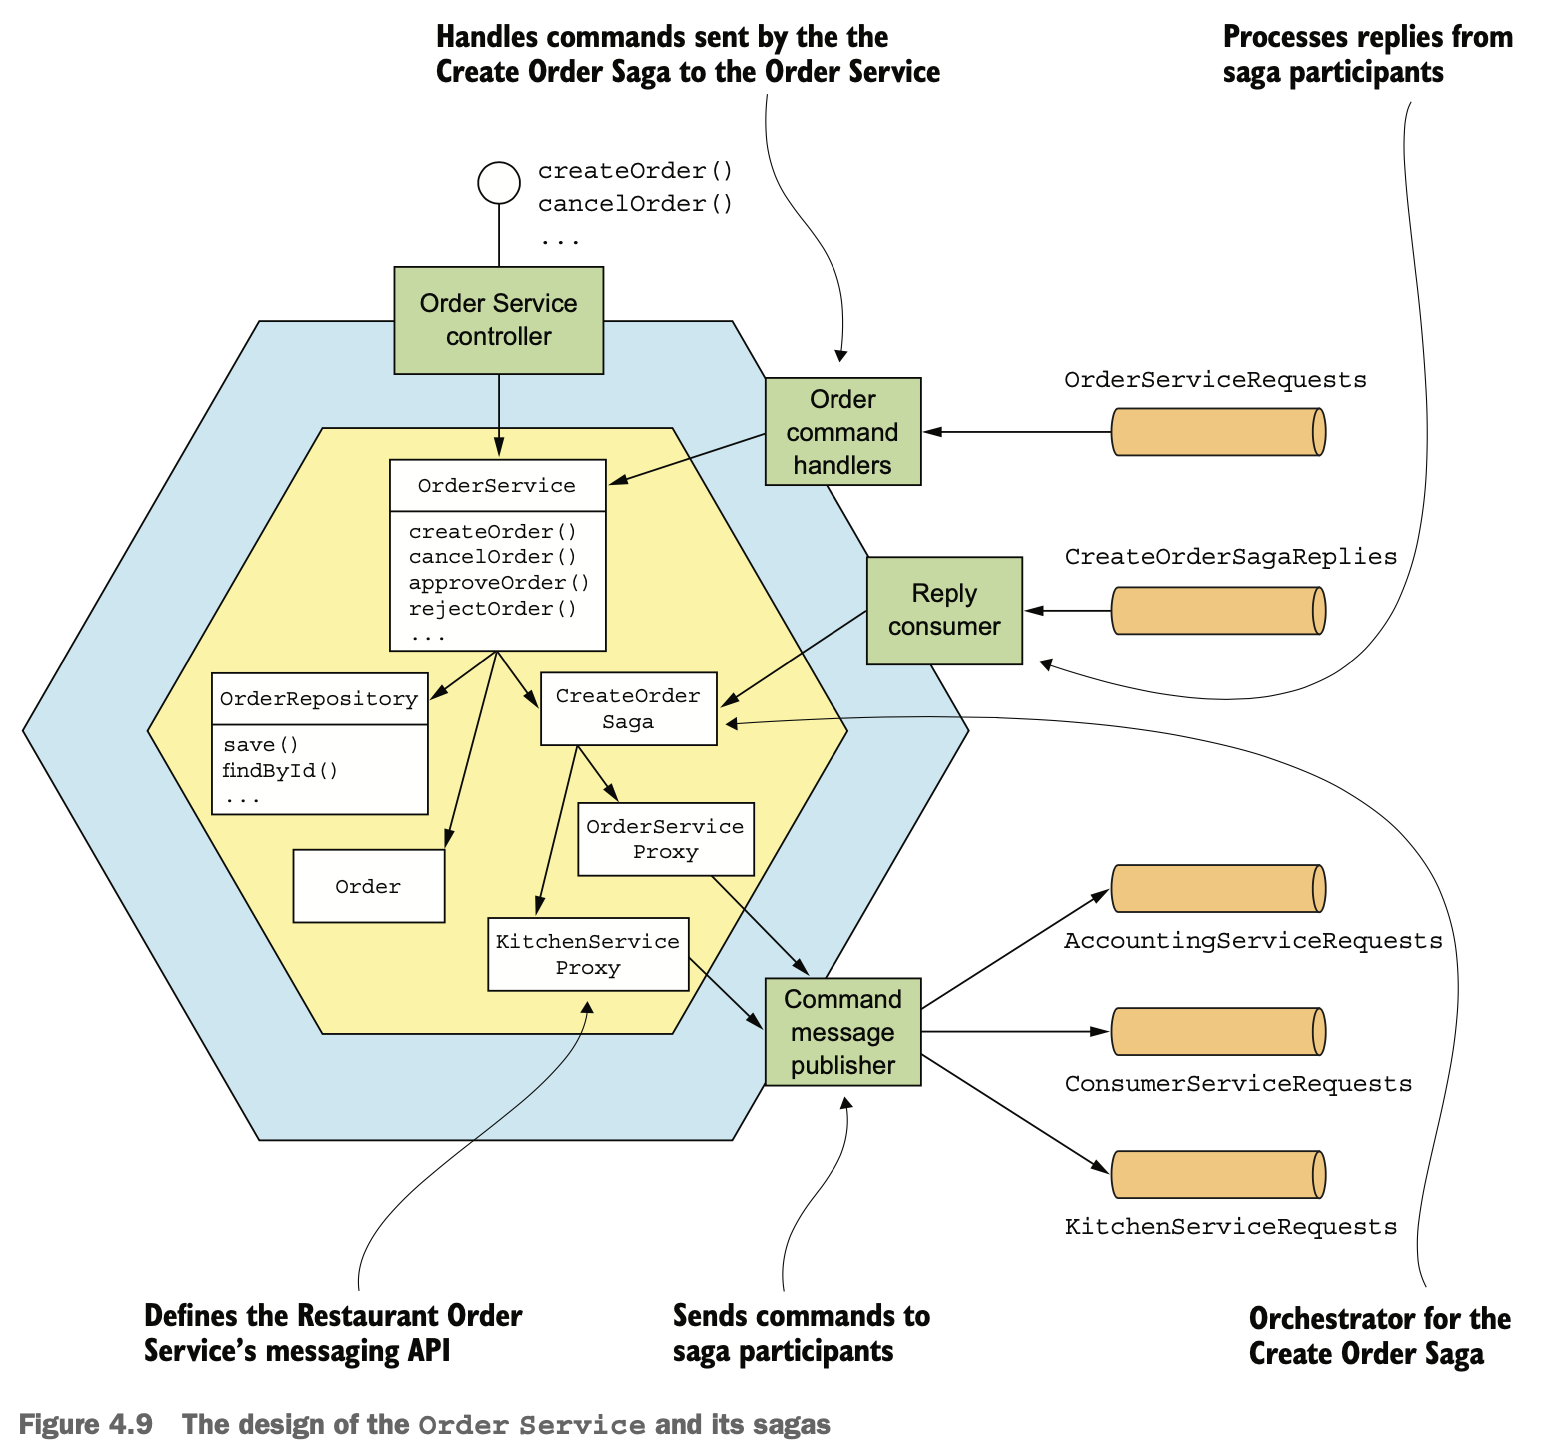 Handles commands sent by the the
Create Order Saga to the Order Service
Processes replies from
saga participants
createOrder()
cancelOrder()
...
Order Service
controller
Order
command
handlers
OrderServiceRequests
OrderService
createOrder()
cancelOrder()
approveOrder()
rejectOrder()
...
CreateOrderSagaReplies
Reply
consumer
OrderRepository
save()
findById()
...
CreateOrder
Saga
OrderService
Proxy
Order
KitchenService
Proxy
Command
message
publisher
AccountingServiceRequests
ConsumerServiceRequests
KitchenServiceRequests
Defines the Restaurant Order
Service’s messaging API
Sends commands to
saga participants
Orchestrator for the
Create Order Saga
Figure 4.9 The design of the Order Service and its sagas